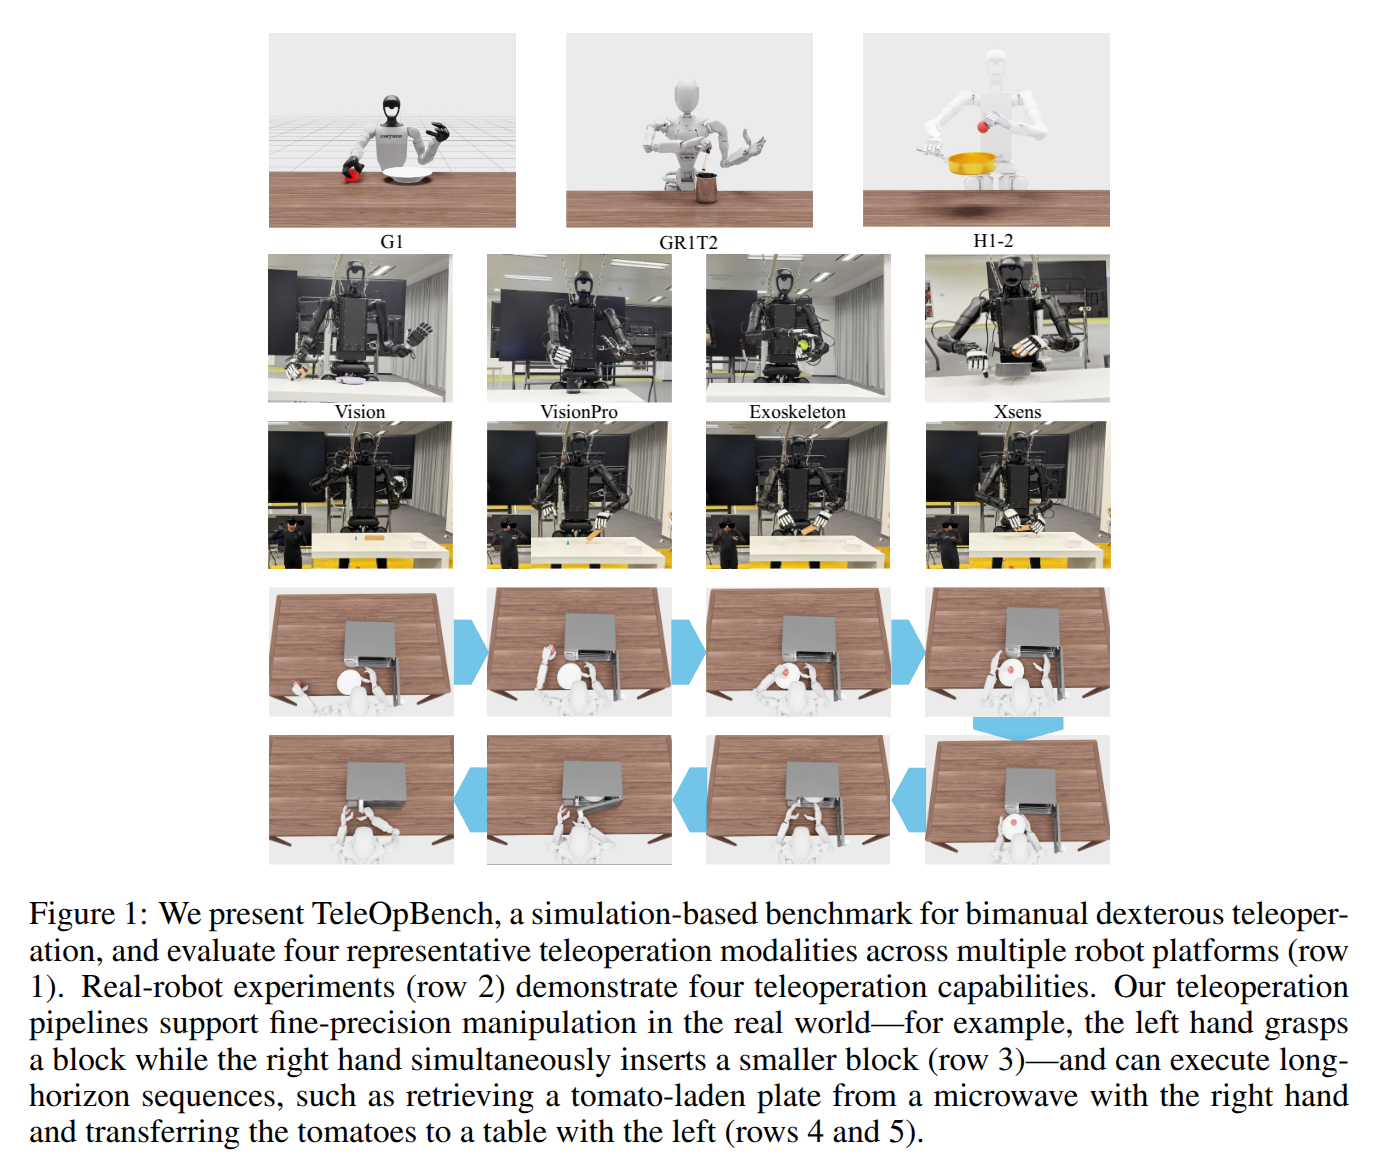 UNITREE
G1
GR1T2
H1-2
Vision
VisionPro
Exoskeleton
Xsens
Figure 1: We present TeleOpBench, a simulation-based benchmark for bimanual dexterous teleoper-
ation, and evaluate four representative teleoperation modalities across multiple robot platforms (row
1). Real-robot experiments (row 2) demonstrate four teleoperation capabilities. Our teleoperation
pipelines support fine-precision manipulation in the real world—for example, the left hand grasps
a block while the right hand simultaneously inserts a smaller block (row 3)—and can execute long-
horizon sequences, such as retrieving a tomato-laden plate from a microwave with the right hand
and transferring the tomatoes to a table with the left (rows 4 and 5).